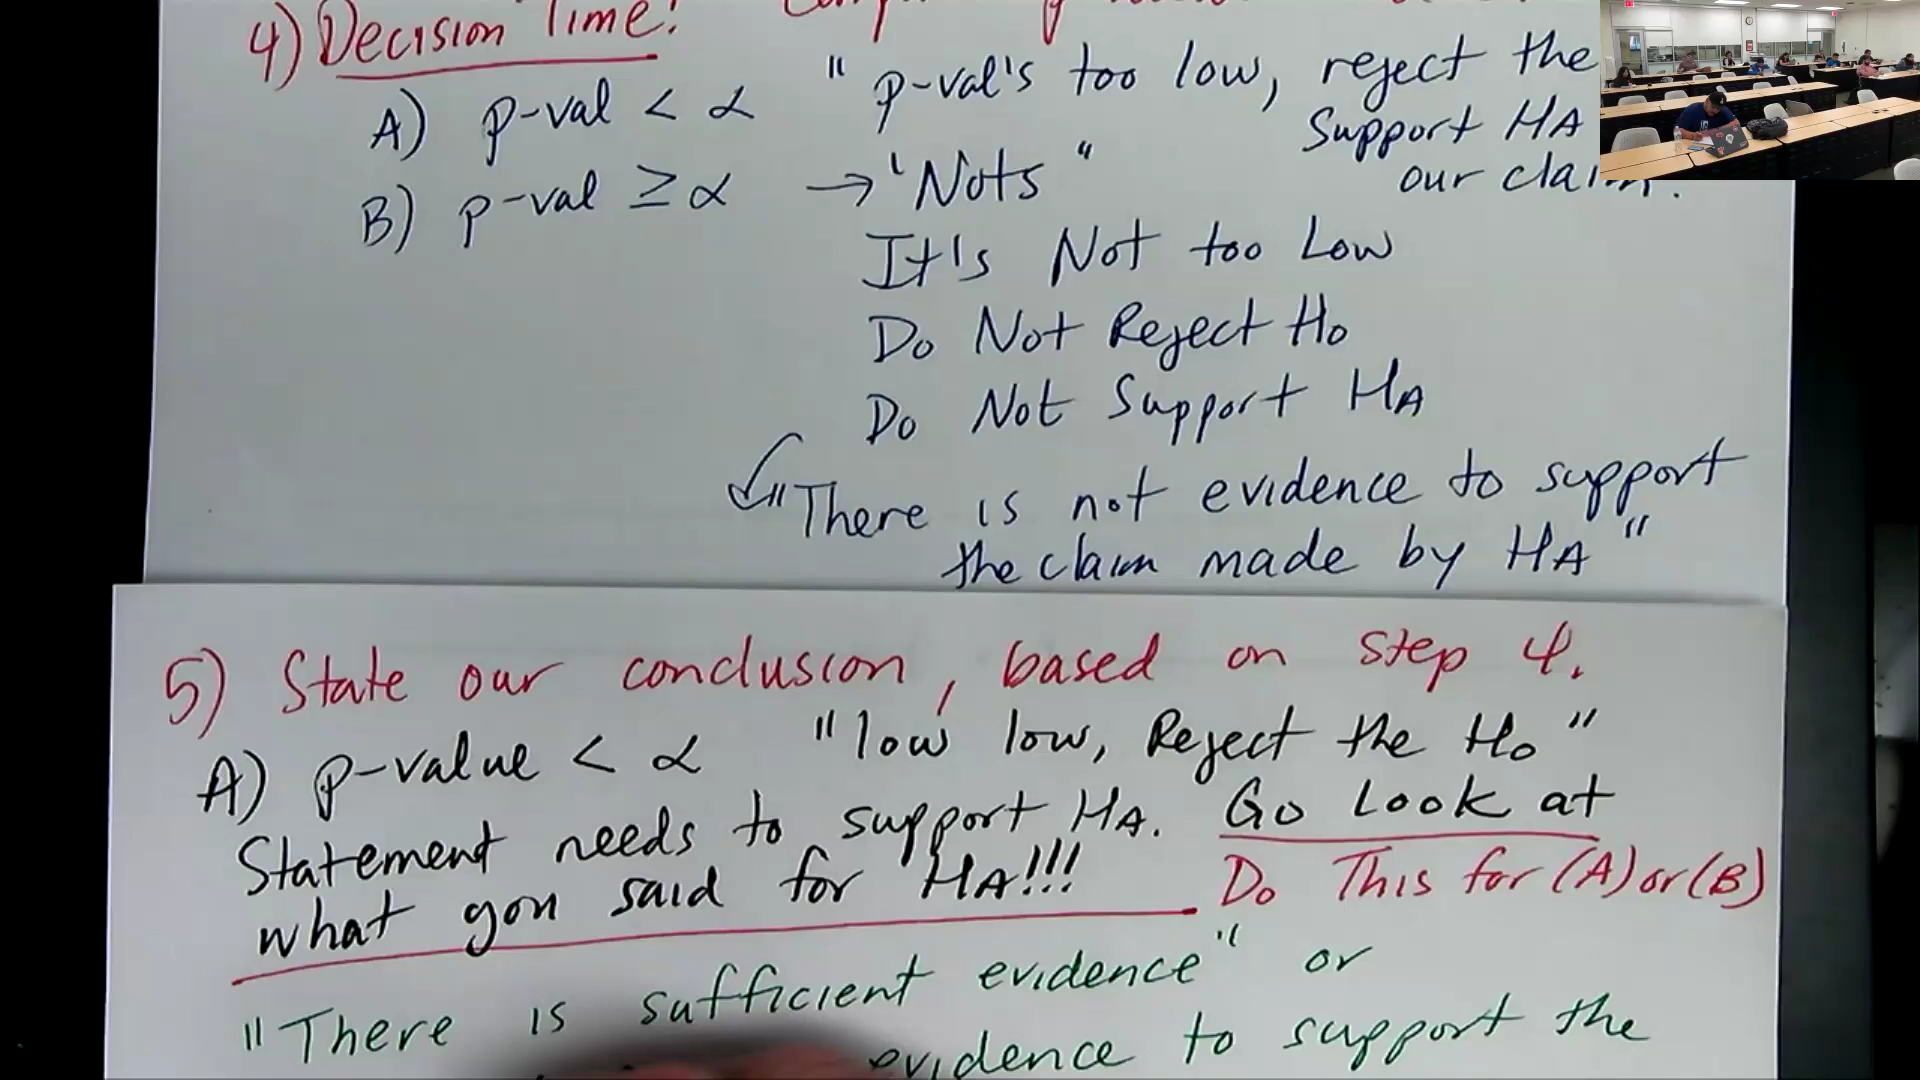 4) Decision Time!
A) p-val < α "p-val's too low, reject the
Support HA
our claim.
B) p-val ≥ α → 'Nots "
It's Not too Low
Do Not Reject Ho
Do Not Support HA
"There is not evidence to support
the claim made by HA"
5) State our conclusion, based on step 4.
A) p-value < α "low low, Reject the Ho"
Statement needs to support HA. Go Look at
what you said for HA!!! Do This for (A) or (B)
"There is sufficient evidence" or
evidence to support the